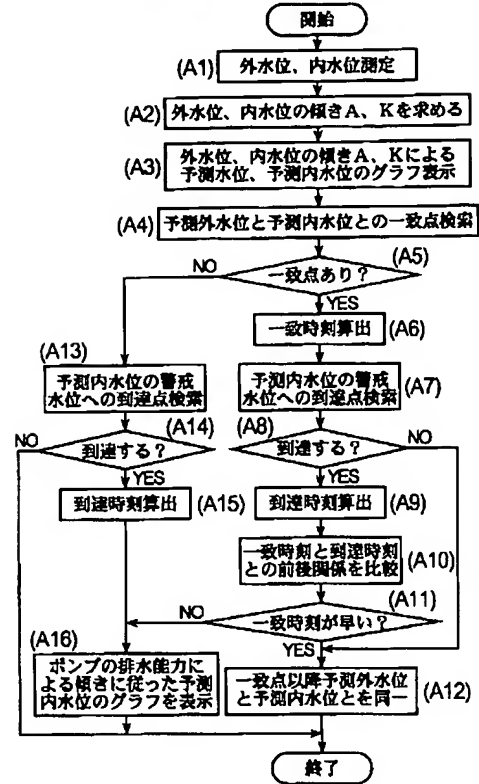 開始
(A1) 外水位、内水位測定
(A2) 外水位、内水位の傾きA、Kを求める
(A3) 外水位、内水位の傾きA、Kによる
予測水位、予測内水位のグラフ表示
(A4) 予測外水位と予測内水位との一致点検索
(A5)
一致点あり?
NO
YES
一致時刻算出 (A6)
(A13)
予測内水位の警戒
水位への到達点検索
予測内水位の警戒
水位への到達点検索
(A7)
(A14)
NO
到達する?
YES
(A8)
到達する?
NO
YES
到達時刻算出 (A15)
到達時刻算出 (A9)
一致時刻と到達時刻
との前後関係を比較
(A10)
(A11)
NO
一致時刻が早い?
YES
(A16)
ポンプの排水能力に
よる傾きに従った予測
内水位のグラフを表示
一致点以降予測外水位
と予測内水位とを同一
(A12)
終了